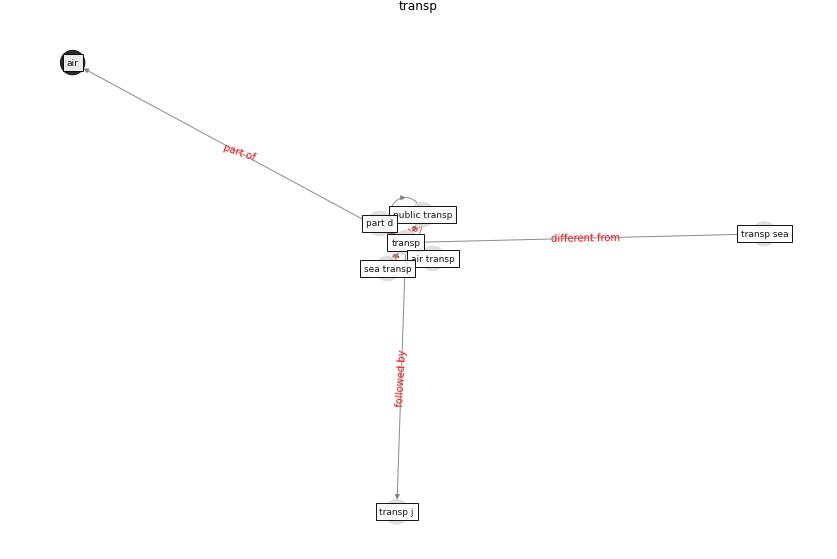 transp
air
part of
public transp
part d
transp
different from
transp sea
air transp
sea transp
followed by
transp j